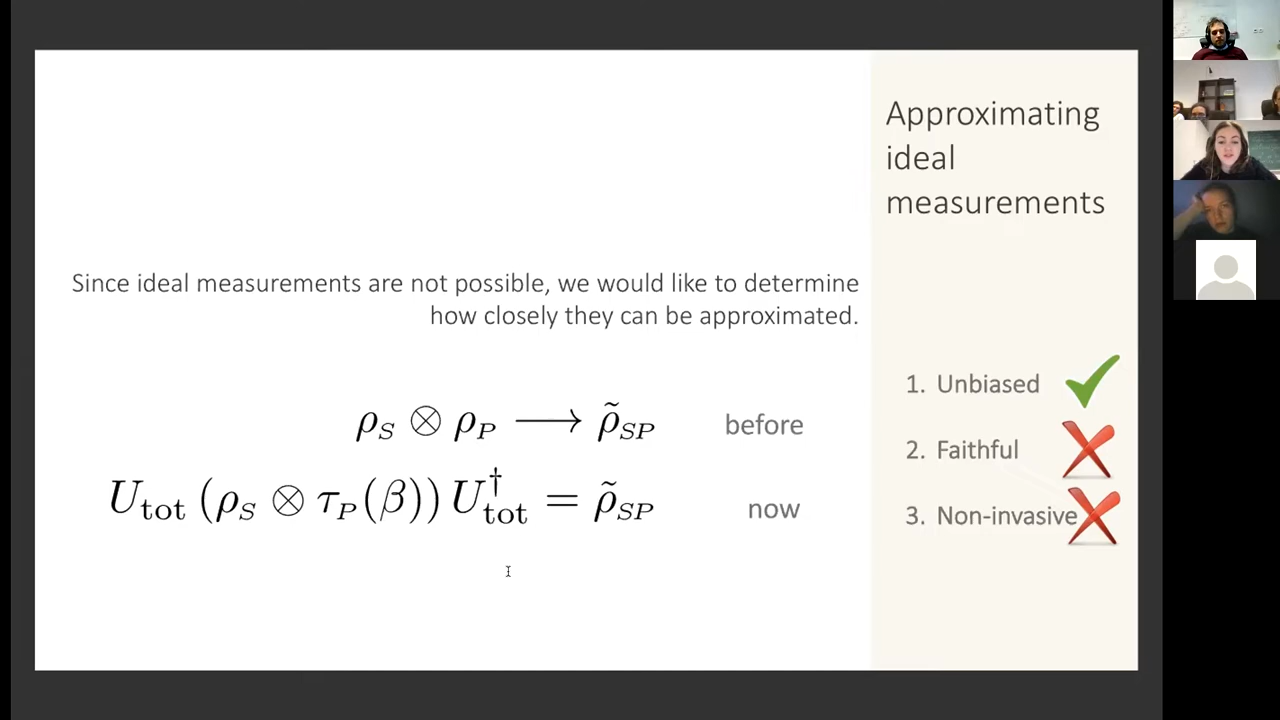 Approximating
ideal
measurements
Since ideal measurements are not possible, we would like to determine
how closely they can be approximated.
ρ_S ⊗ ρ_P ⟶ ρ̃_SP before
U_tot (ρ_S ⊗ τ_P(β)) U_tot^† = ρ̃_SP now
1. Unbiased
2. Faithful
3. Non-invasive